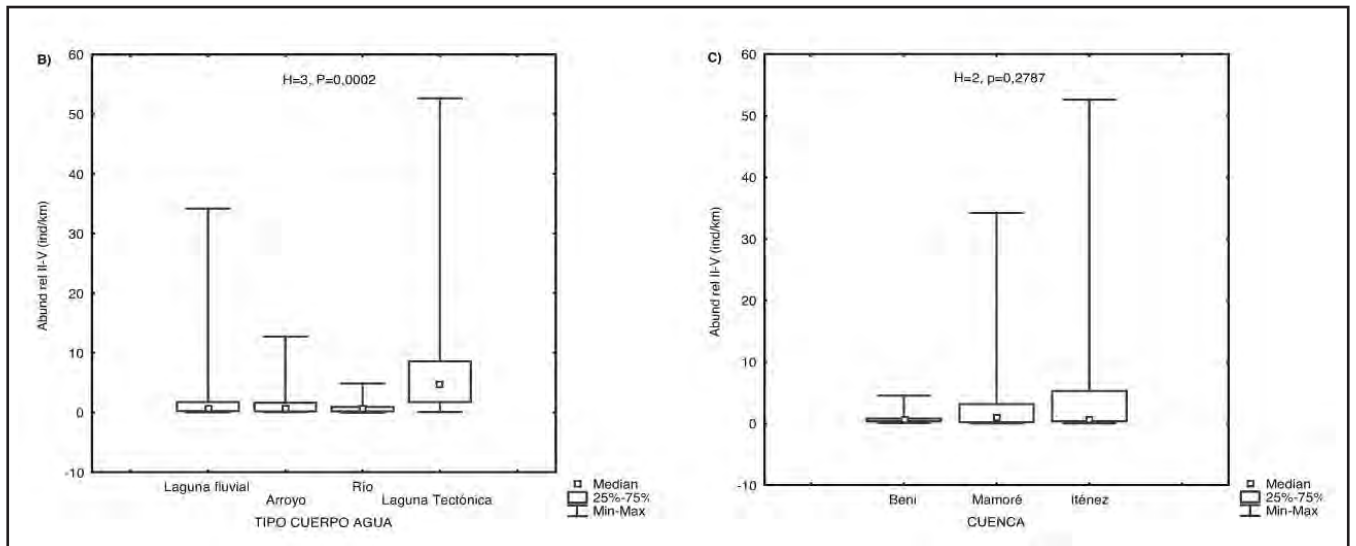 B)
H=3, P=0,0002
60
50
40
30
20
10
0
-10
Abund rel II-V (ind/km)
Laguna fluvial
Arroyo
Río
Laguna Tectónica
TIPO CUERPO AGUA
Median
25%-75%
Min-Max
C)
H=2, p=0,2787
60
50
40
30
20
10
0
-10
Abund rel II-V (ind/km)
Beni
Mamoré
Iténez
CUENCA
Median
25%-75%
Min-Max